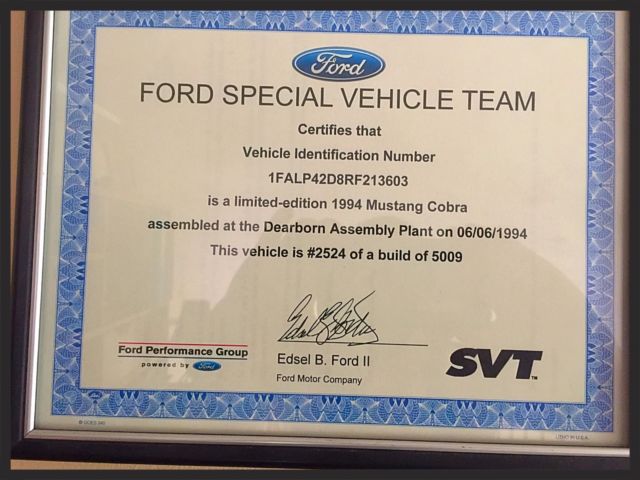 Ford
FORD SPECIAL VEHICLE TEAM
Certifies that
Vehicle Identification Number
1FALP42D8RF213603
is a limited-edition 1994 Mustang Cobra
assembled at the Dearborn Assembly Plant on 06/06/1994
This vehicle is #2524 of a build of 5009
Edsel B. Ford II
Ford Motor Company
Ford Performance Group
powered by Ford
SVT™